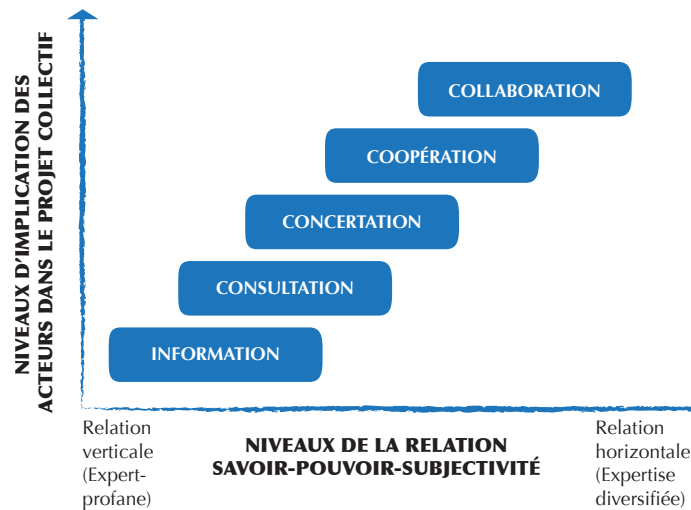 NIVEAUX D'IMPLICATION DES
ACTEURS DANS LE PROJET COLLECTIF
COLLABORATION
COOPÉRATION
CONCERTATION
CONSULTATION
INFORMATION
Relation
verticale
(Expert-
profane)
NIVEAUX DE LA RELATION
SAVOIR-POUVOIR-SUBJECTIVITÉ
Relation
horizontale
(Expertise
diversifiée)